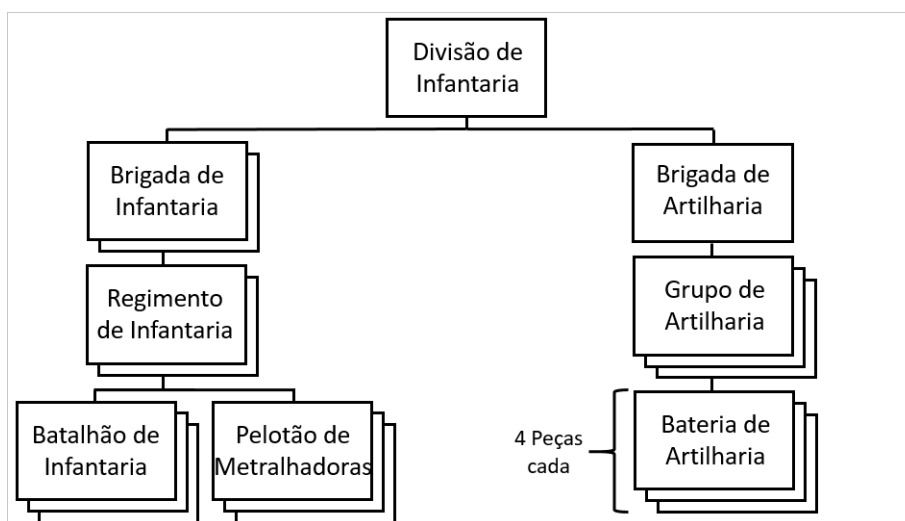 Divisão de
Infantaria
Brigada de
Infantaria
Brigada de
Artilharia
Regimento
de Infantaria
Grupo de
Artilharia
Batalhão de
Infantaria
Pelotão de
Metralhadoras
4 Peças
cada
Bateria de
Artilharia